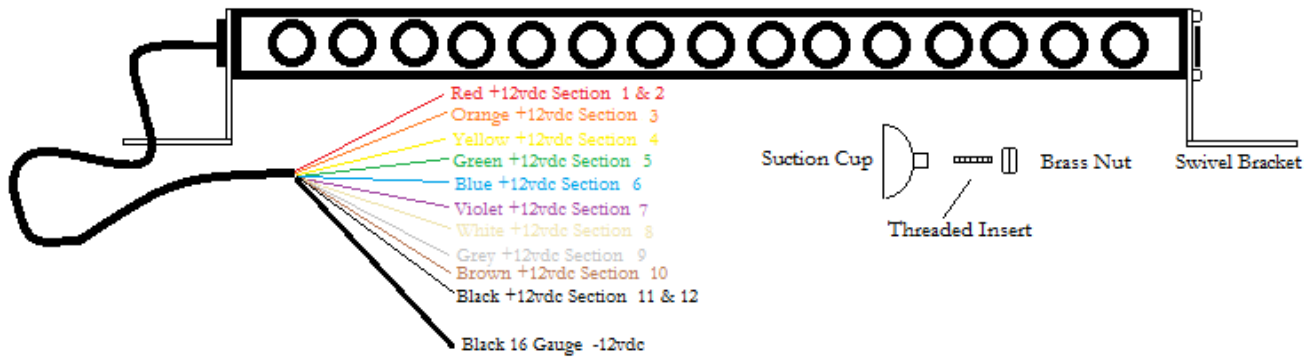 Red +12vdc Section 1 & 2
Orange +12vdc Section 3
Yellow +12vdc Section 4
Green +12vdc Section 5
Blue +12vdc Section 6
Violet +12vdc Section 7
White +12vdc Section 8
Grey +12vdc Section 9
Brown +12vdc Section 10
Black +12vdc Section 11 & 12
Black 16 Gauge -12vdc
Suction Cup
Brass Nut
Swivel Bracket
Threaded Insert